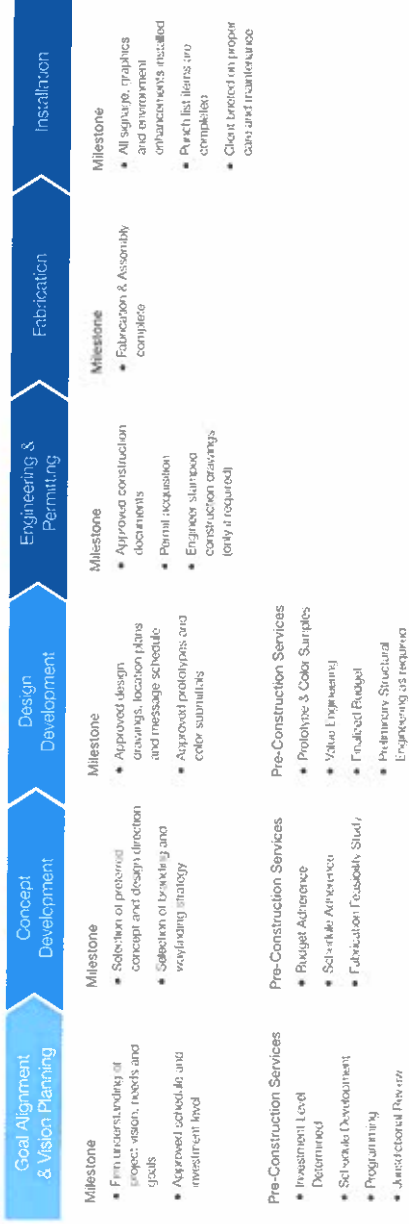 Goal Alignment
& Vision Planning
Milestone
• Firm understanding of
project vision, needs and
goals
• Approved schedule and
investment level
Pre-Construction Services
• Investment Level
Determined
• Schedule Development
• Programming
• Jurisdictional Review
Concept
Development
Milestone
• Selection of preferred
concept and design direction
• Selection of branding and
wayfinding strategy
Pre-Construction Services
• Budget Adherence
• Schedule Adherence
• Fabrication Feasibility Study
Design
Development
Milestone
• Approved design
drawings, location plans
and message schedule
• Approved prototypes and
color submittals
Pre-Construction Services
• Prototype & Color Samples
• Value Engineering
• Finalized Budget
• Preliminary Structural
Engineering as required
Engineering &
Permitting
Milestone
• Approved construction
documents
• Permit acquisition
• Engineer stamped
construction drawings
(only if required)
Fabrication
Milestone
• Fabrication & Assembly
complete
Installation
Milestone
• All signage, graphics
and environment
enhancements installed
• Punch list items are
completed
• Client briefed on proper
care and maintenance